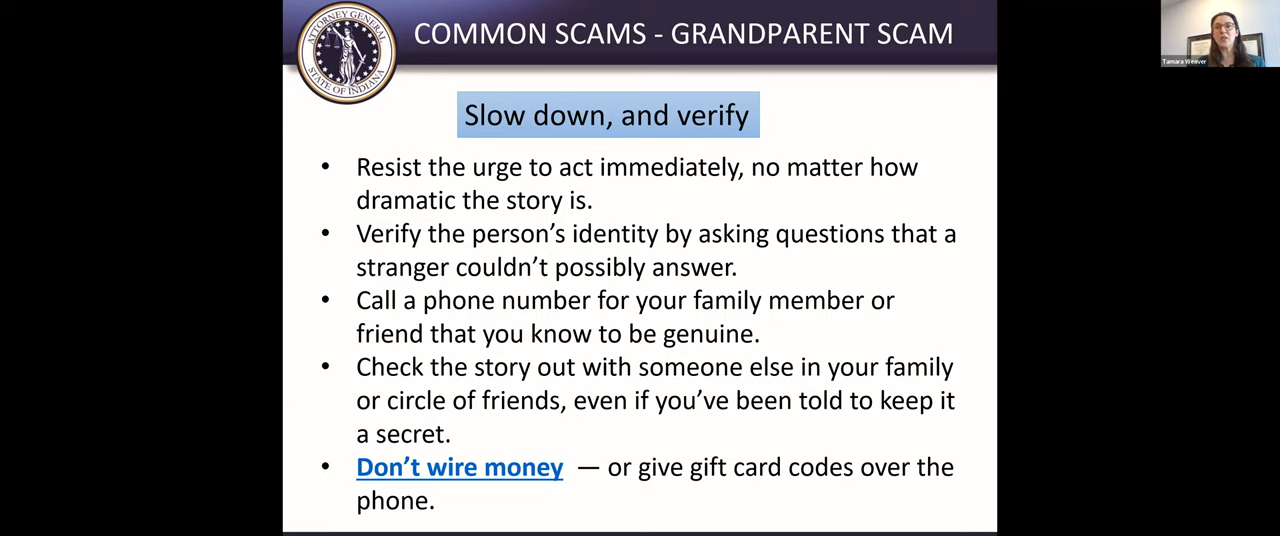 ATTORNEY GENERAL
STATE OF INDIANA
COMMON SCAMS - GRANDPARENT SCAM
Tamara Weaver
Slow down, and verify
• Resist the urge to act immediately, no matter how
dramatic the story is.
• Verify the person’s identity by asking questions that a
stranger couldn’t possibly answer.
• Call a phone number for your family member or
friend that you know to be genuine.
• Check the story out with someone else in your family
or circle of friends, even if you’ve been told to keep it
a secret.
• Don’t wire money — or give gift card codes over the
phone.